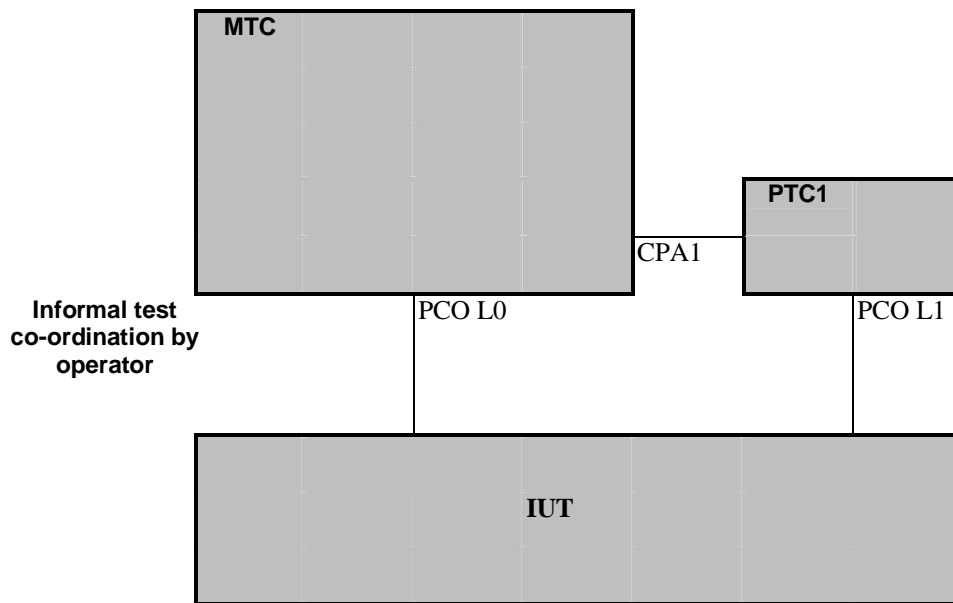 MTC
PTC1
CPA1
Informal test
co-ordination by
operator
PCO L0
PCO L1
IUT